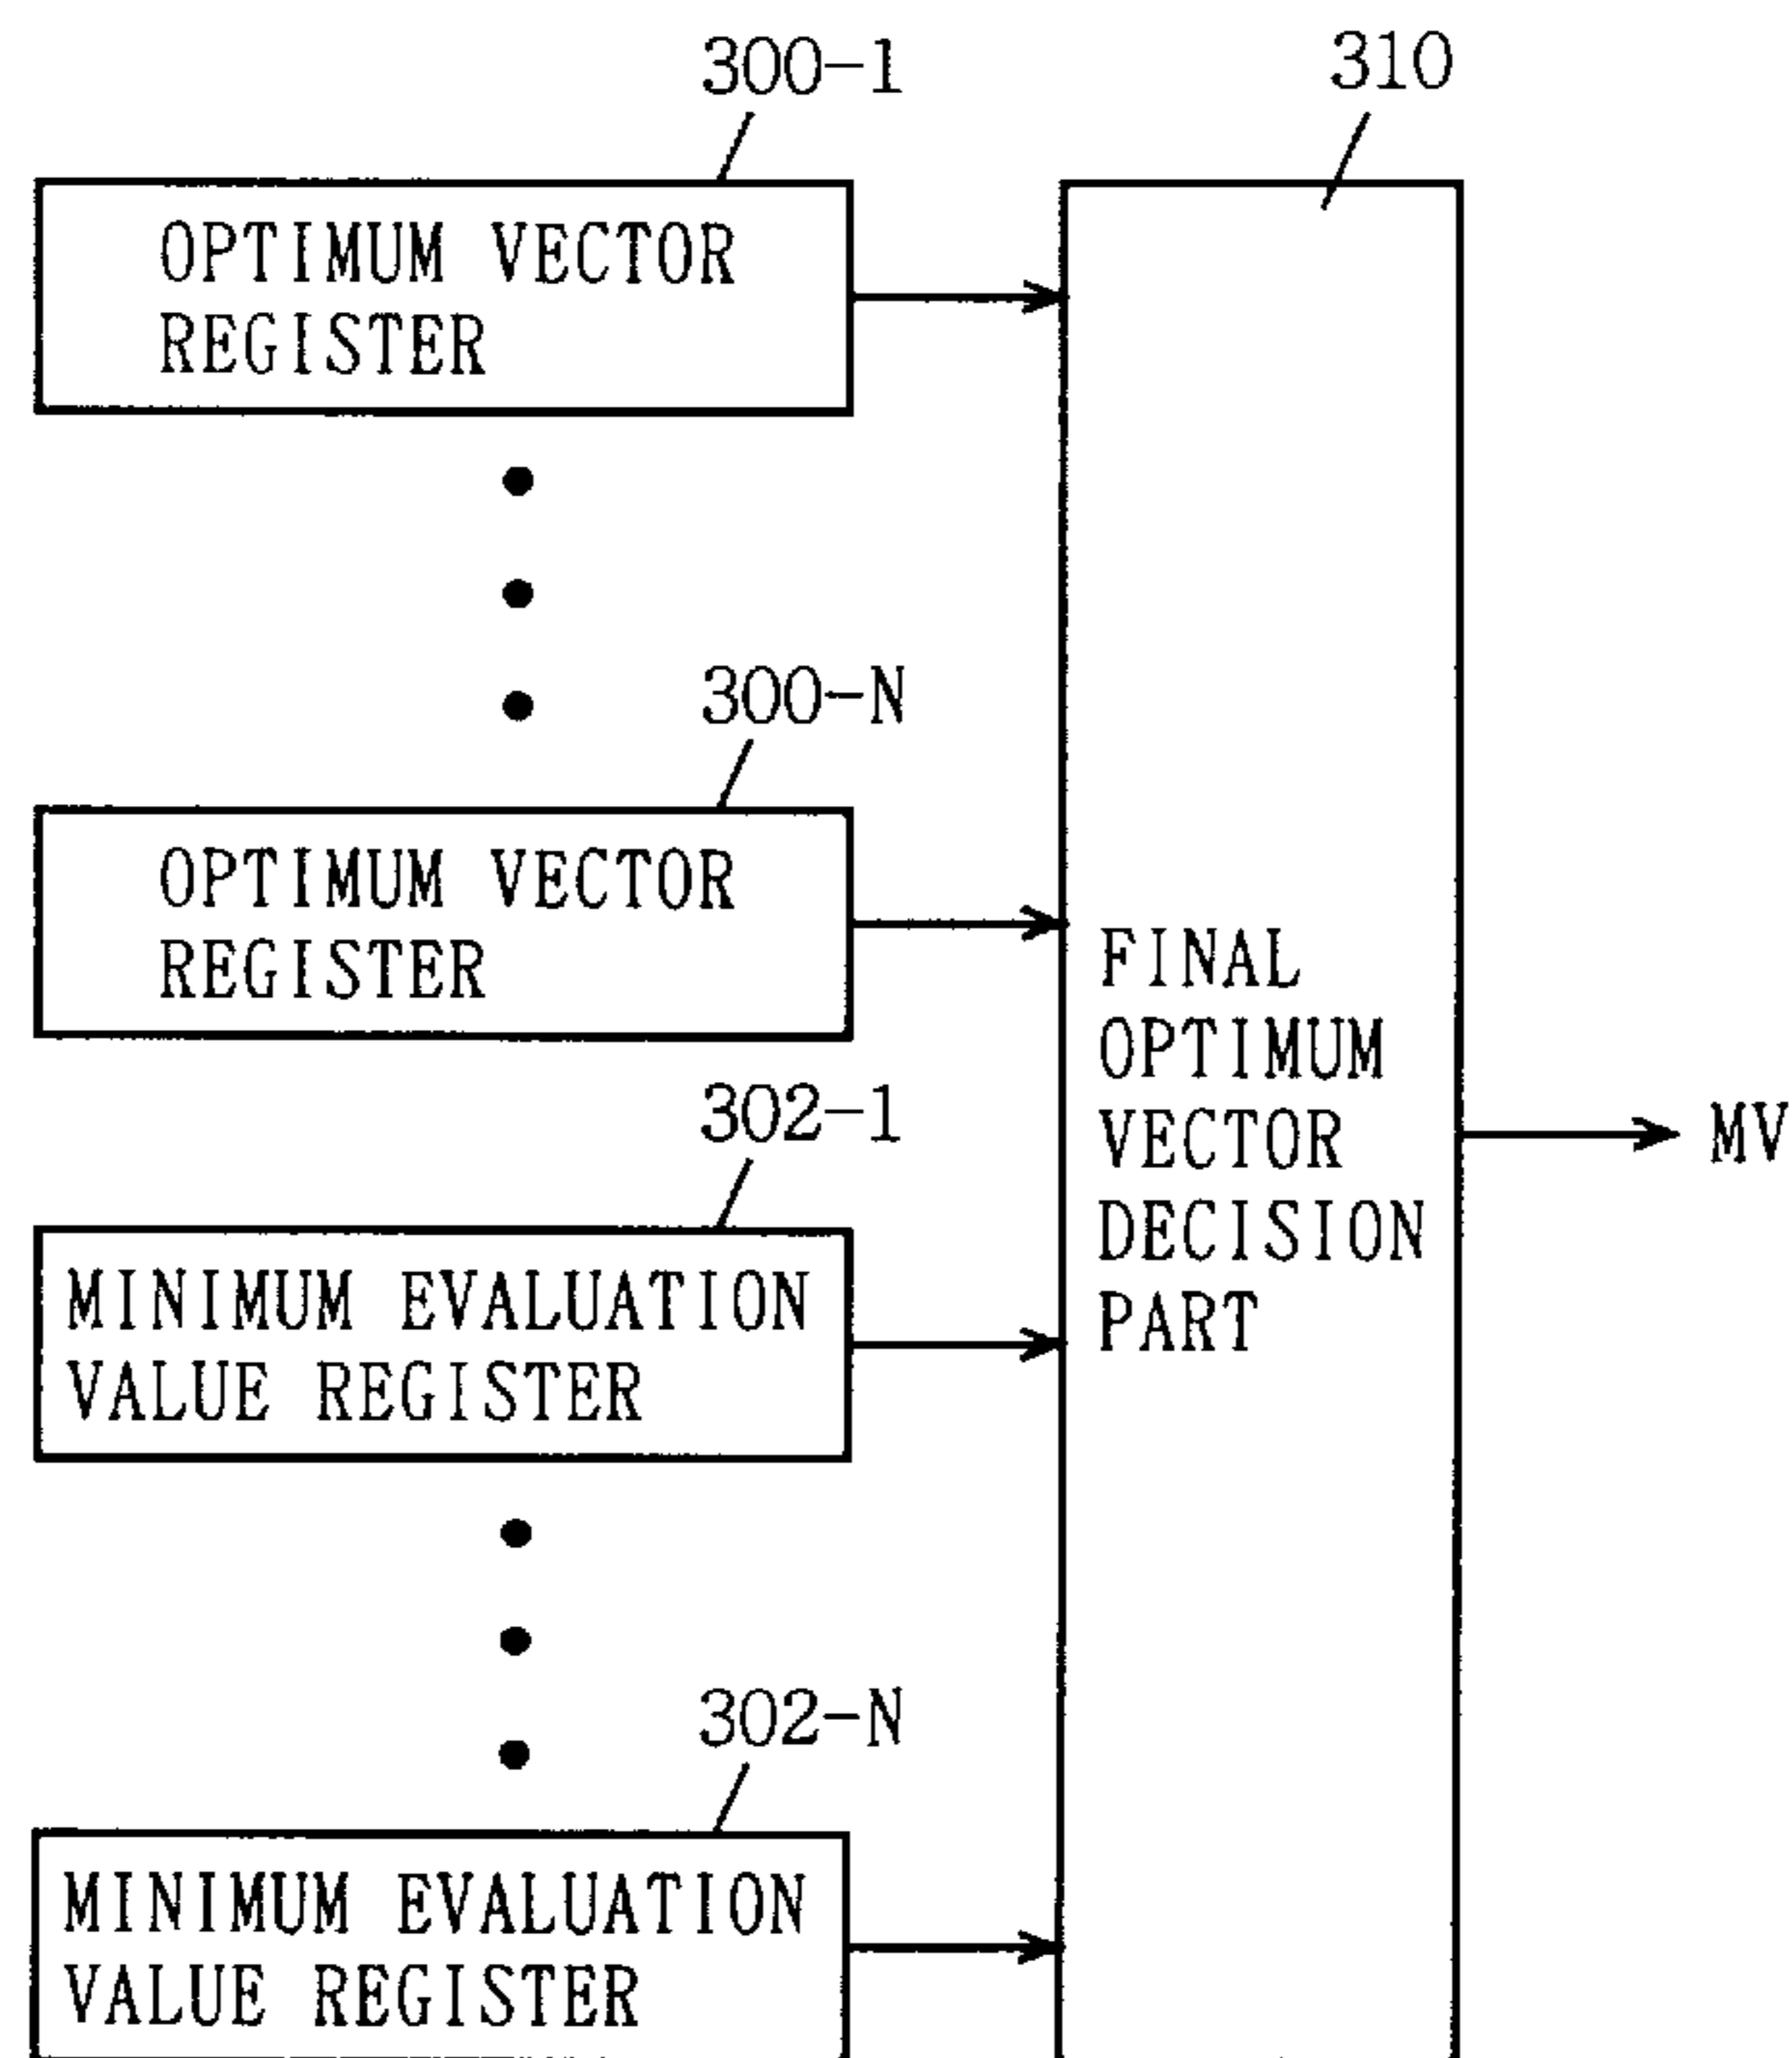 300-1
310
OPTIMUM VECTOR
REGISTER
300-N
OPTIMUM VECTOR
REGISTER
302-1
MINIMUM EVALUATION
VALUE REGISTER
302-N
MINIMUM EVALUATION
VALUE REGISTER
FINAL
OPTIMUM
VECTOR
DECISION
PART
MV